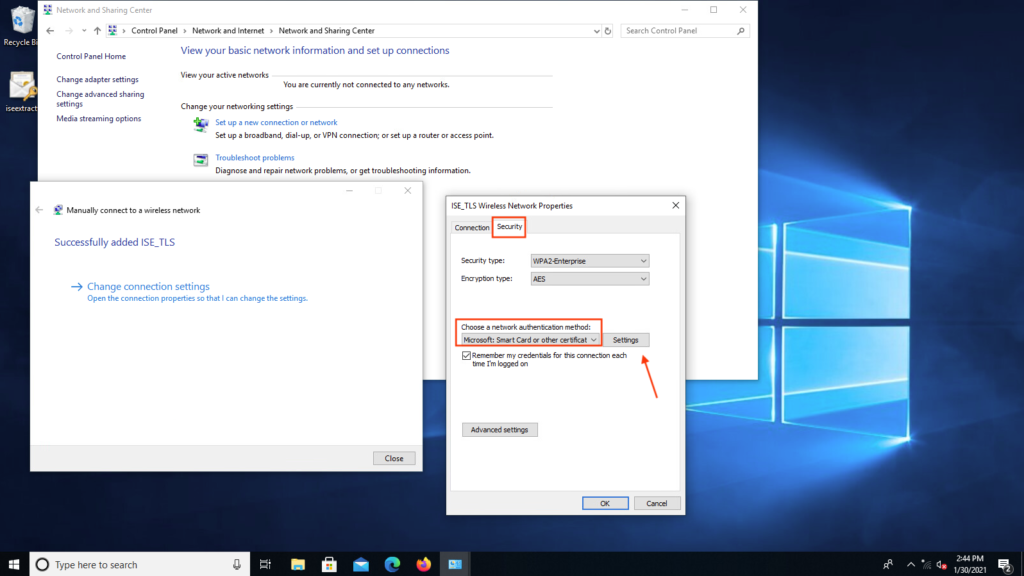 Recycle Bi
iseextract
Network and Sharing Center
Control Panel > Network and Internet > Network and Sharing Center
Search Control Panel
Control Panel Home
Change adapter settings
Change advanced sharing
settings
Media streaming options
View your basic network information and set up connections
View your active networks
You are currently not connected to any networks.
Change your networking settings
Set up a new connection or network
Set up a broadband, dial-up, or VPN connection; or set up a router or access point.
Troubleshoot problems
Diagnose and repair network problems, or get troubleshooting information.
Manually connect to a wireless network
Successfully added ISE_TLS
Change connection settings
Open the connection properties so that I can change the settings.
Close
ISE_TLS Wireless Network Properties
Connection Security
Security type: WPA2-Enterprise
Encryption type: AES
Choose a network authentication method:
Microsoft: Smart Card or other certificat Settings
Remember my credentials for this connection each
time I'm logged on
Advanced settings
OK Cancel
Type here to search
2:44 PM
1/30/2021
2